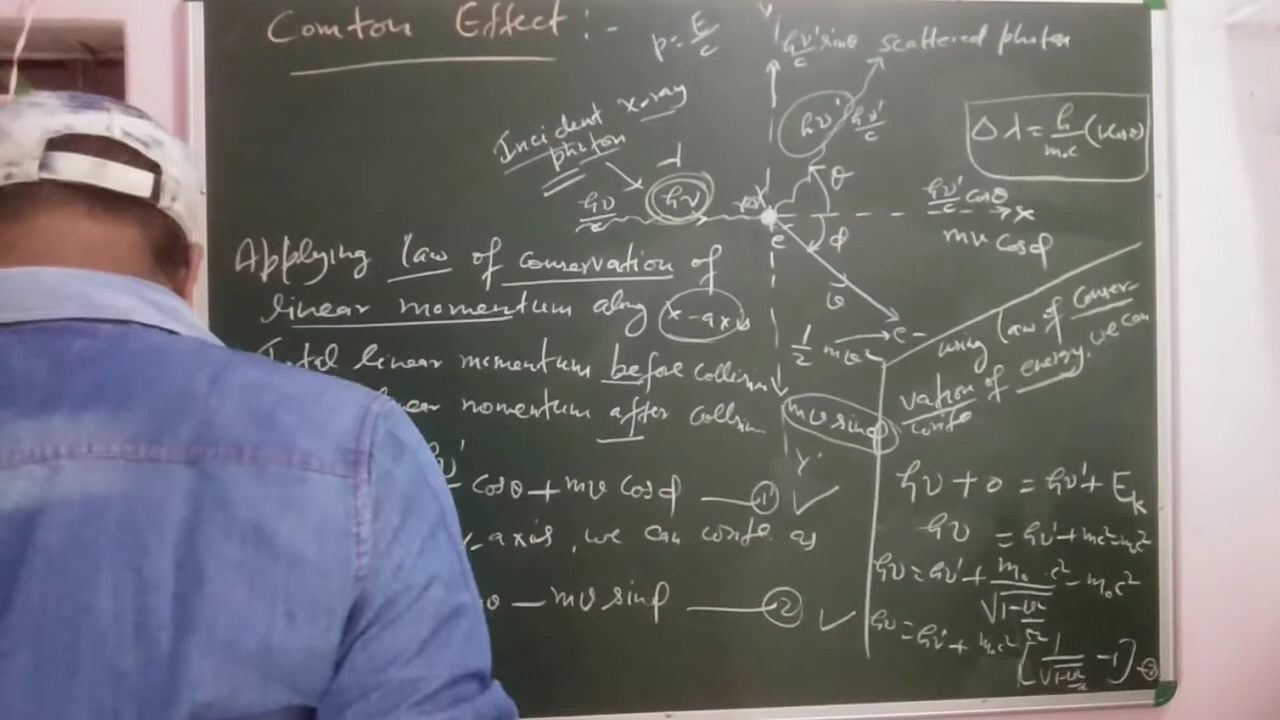 Comton Effect :-
p = E/c
Y
hν'/c sinθ
scattered photon
Incident x-ray
photon
hν'
hν'/c
Δλ = h/m₀c (1-cosθ)
λ
hν/c
hν
θ
hν'/c cosθ
x
e
φ
mv cosφ
v
1/2 mv²
e-
mv sinφ
Y'
Applying law of conservation of
linear momentum along x-axis
Total linear momentum before collision
momentum after collision
cosθ + mv cosφ — ①
axis, we can write as
- mv sinφ — ②
using law of conser-
vation of energy, we can
write
hν + 0 = hν' + Ek
hν = hν' + mc² - m₀c²
hν = hν' + m₀/√1-v²/c² · c² - m₀c²
hν = hν' + m₀c² [1/√1-v²/c² - 1] - ③